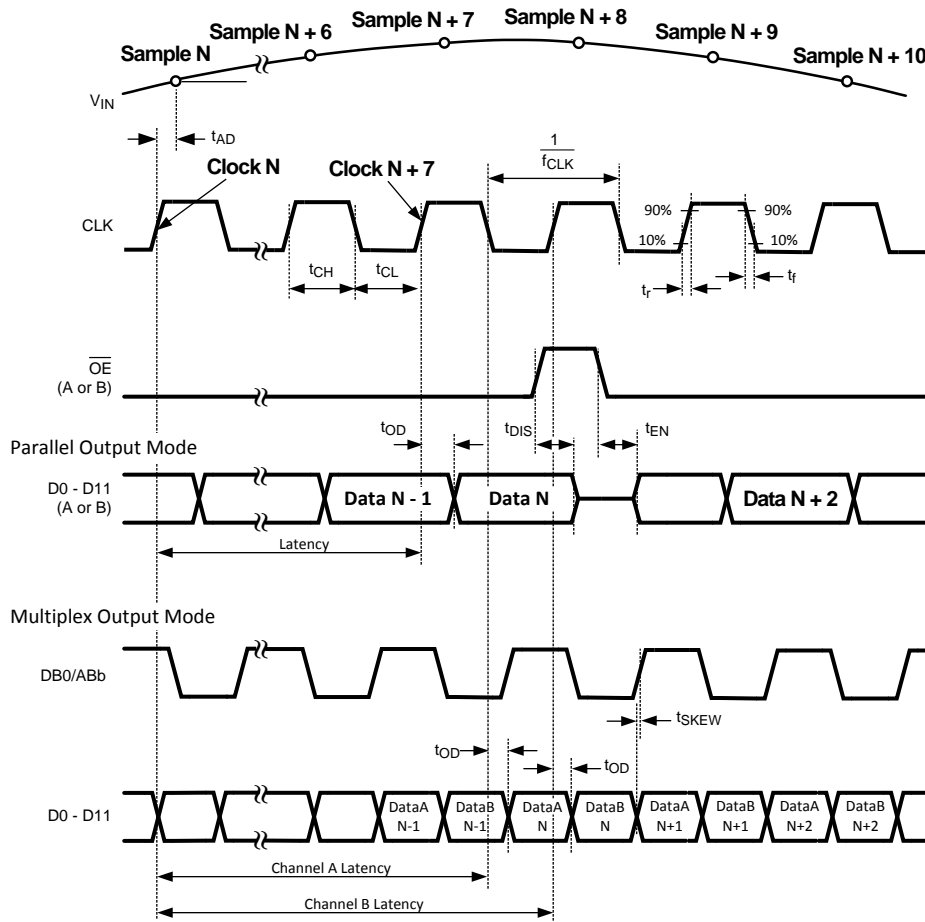 Sample N
Sample N + 6
Sample N + 7
Sample N + 8
Sample N + 9
Sample N + 10
VIN
tAD
Clock N
Clock N + 7
1
fCLK
CLK
90%
90%
10%
10%
tCH
tCL
tr
tf
OE
(A or B)
tOD
tDIS
tEN
Parallel Output Mode
D0 - D11
(A or B)
Data N - 1
Data N
Data N + 2
Latency
Multiplex Output Mode
DB0/ABb
tSKEW
tOD
tOD
D0 - D11
DataA
N-1
DataB
N-1
DataA
N
DataB
N
DataA
N+1
DataB
N+1
DataA
N+2
DataB
N+2
Channel A Latency
Channel B Latency